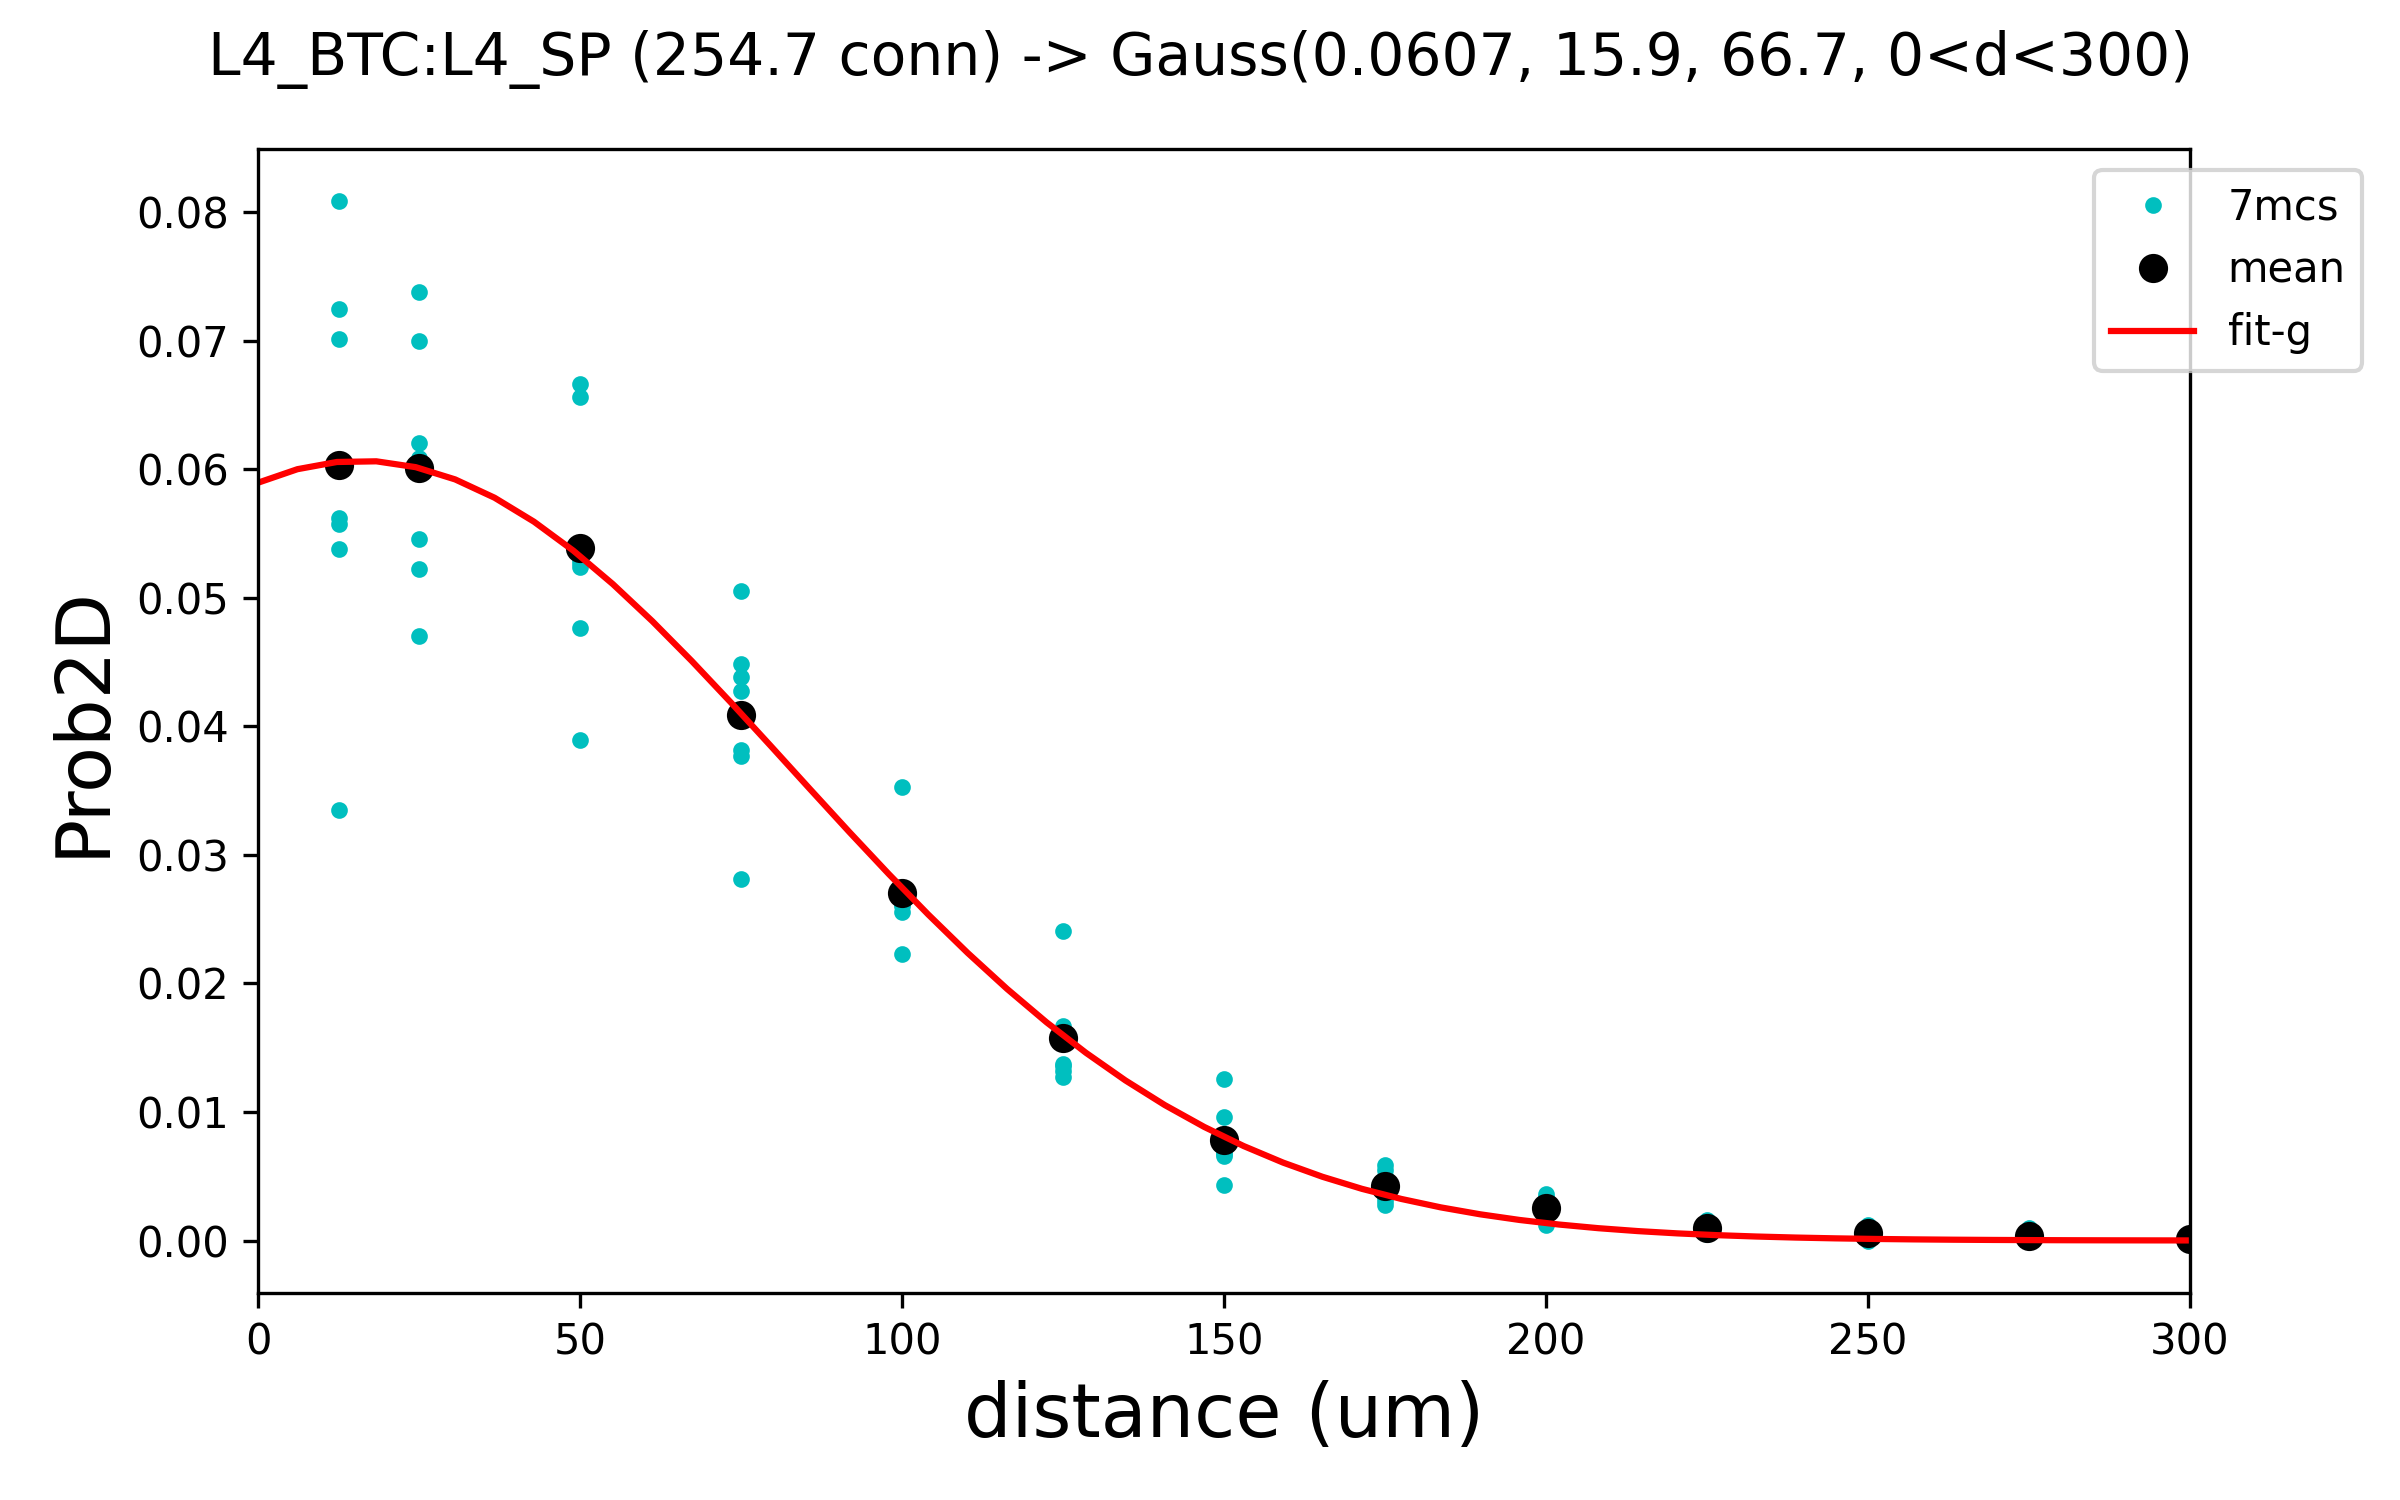 L4_BTC:L4_SP (254.7 conn) -> Gauss(0.0607, 15.9, 66.7, 0<d<300)
7mcs
mean
fit-g
0.08
0.07
0.06
0.05
0.04
0.03
0.02
0.01
0.00
Prob2D
0 50 100 150 200 250 300
distance (um)